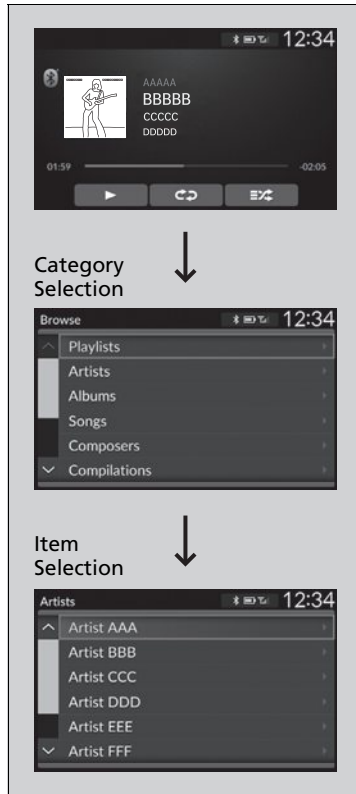 12:34
AAAAA
BBBBB
CCCCC
DDDDD
01:59 -02:05
Category
Selection
Browse 12:34
Playlists
Artists
Albums
Songs
Composers
Compilations
Item
Selection
Artists 12:34
Artist AAA
Artist BBB
Artist CCC
Artist DDD
Artist EEE
Artist FFF